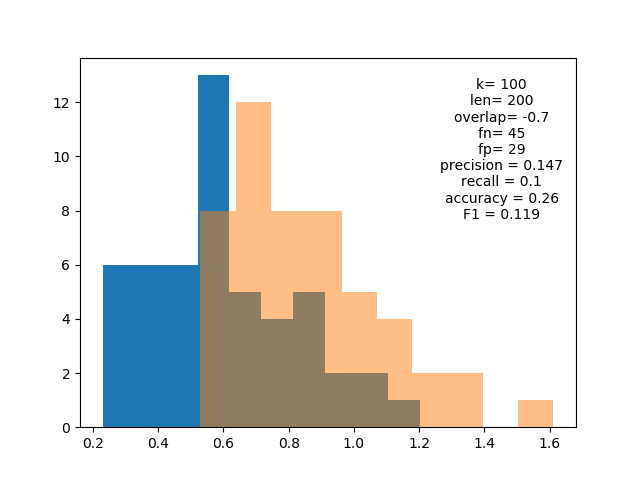 k= 100
len= 200
overlap= -0.7
fn= 45
fp= 29
precision = 0.147
recall = 0.1
accuracy = 0.26
F1 = 0.119
12
10
8
6
4
2
0
0.2 0.4 0.6 0.8 1.0 1.2 1.4 1.6